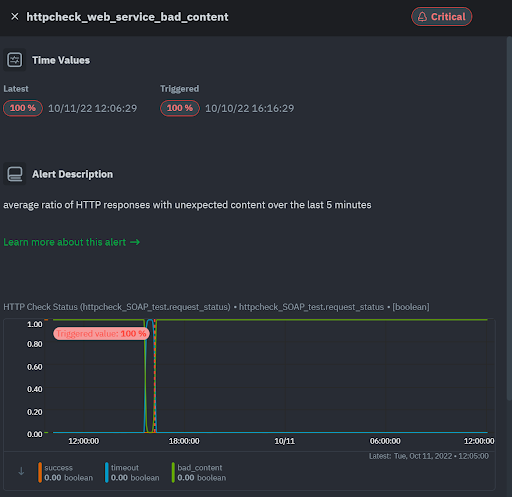 × httpcheck_web_service_bad_content Critical
Time Values
Latest Triggered
100 % 10/11/22 12:06:29 100 % 10/10/22 16:16:29
Alert Description
average ratio of HTTP responses with unexpected content over the last 5 minutes
Learn more about this alert →
HTTP Check Status (httpcheck_SOAP_test.request_status) • httpcheck_SOAP_test.request_status • [boolean]
1.00
Triggered value: 100 %
0.80
0.60
0.40
0.20
0.00
12:00:00 18:00:00 10/11 06:00:00 12:00:00
Latest: Tue, Oct 11, 2022 • 12:05:00
success timeout bad_content
0.00 boolean 0.00 boolean 0.00 boolean